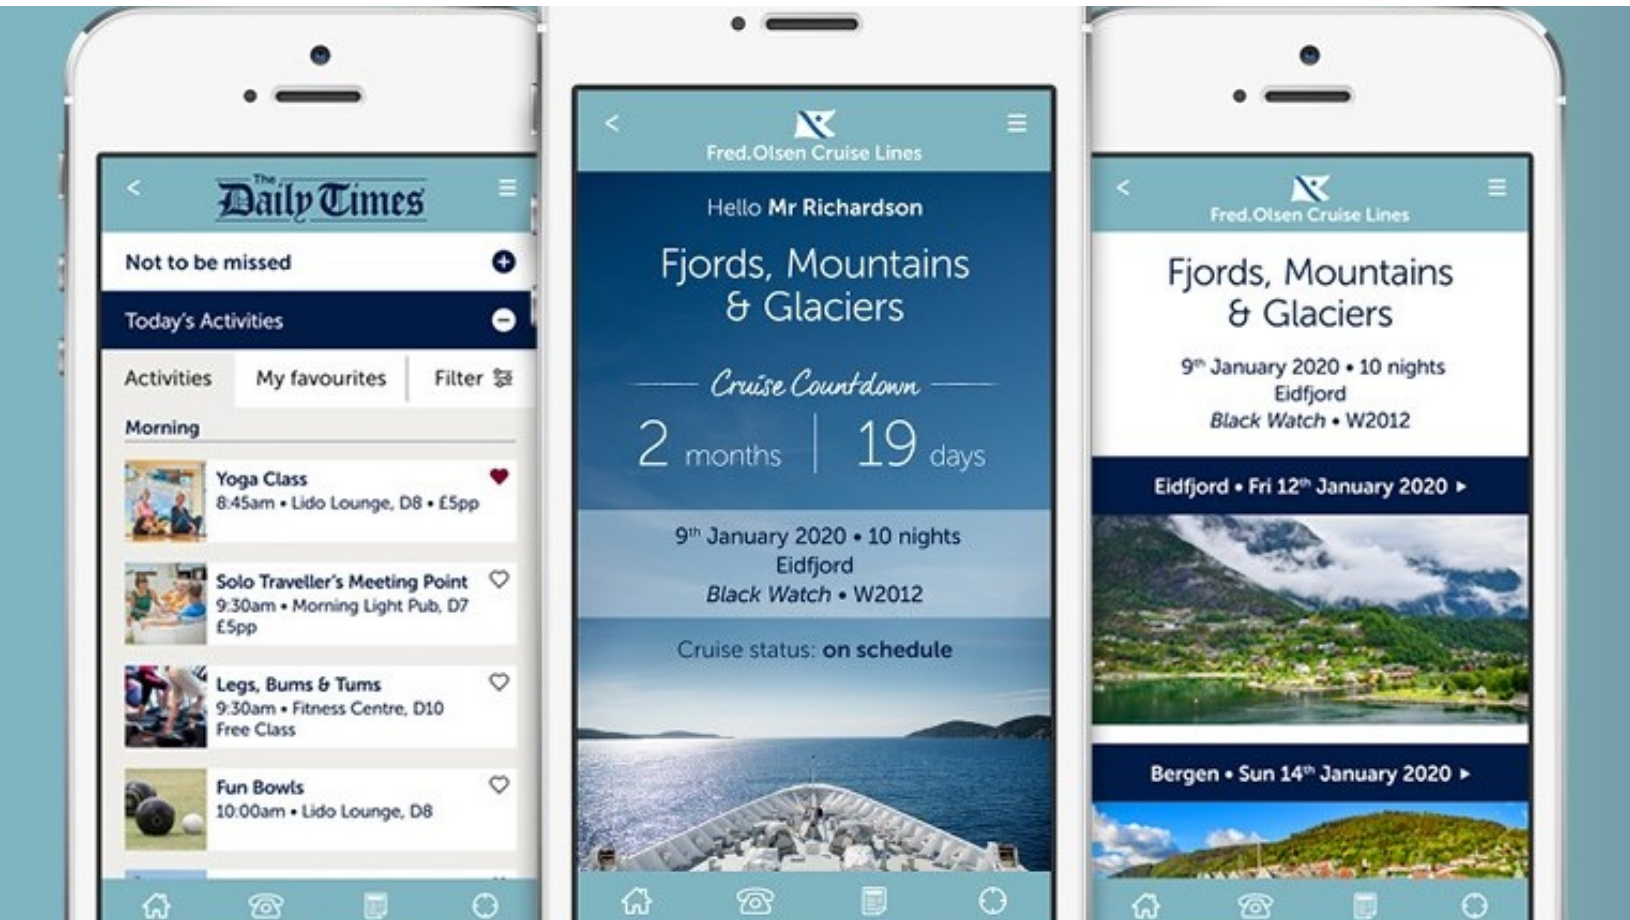 The
Daily Times
Not to be missed
Today's Activities
Activities
My favourites
Filter
Morning
Yoga Class
8:45am • Lido Lounge, D8 • £5pp
Solo Traveller's Meeting Point
9:30am • Morning Light Pub, D7
£5pp
Legs, Bums & Tums
9:30am • Fitness Centre, D10
Free Class
Fun Bowls
10:00am • Lido Lounge, D8
Fred.Olsen Cruise Lines
Hello Mr Richardson
Fjords, Mountains
& Glaciers
Cruise Countdown
2 months
19 days
9th January 2020 • 10 nights
Eidfjord
Black Watch • W2012
Cruise status: on schedule
Fred.Olsen Cruise Lines
Fjords, Mountains
& Glaciers
9th January 2020 • 10 nights
Eidfjord
Black Watch • W2012
Eidfjord • Fri 12th January 2020
Bergen • Sun 14th January 2020